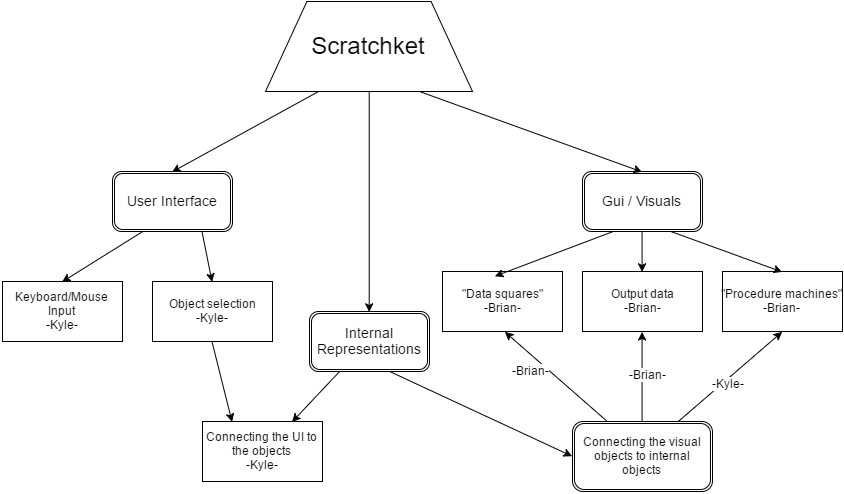 Scratchket
User Interface
Gui / Visuals
Keyboard/Mouse
Input
-Kyle-
Object selection
-Kyle-
"Data squares"
-Brian-
Output data
-Brian-
"Procedure machines"
-Brian-
Internal
Representations
-Brian-
-Brian-
-Kyle-
Connecting the UI to
the objects
-Kyle-
Connecting the visual
objects to internal
objects